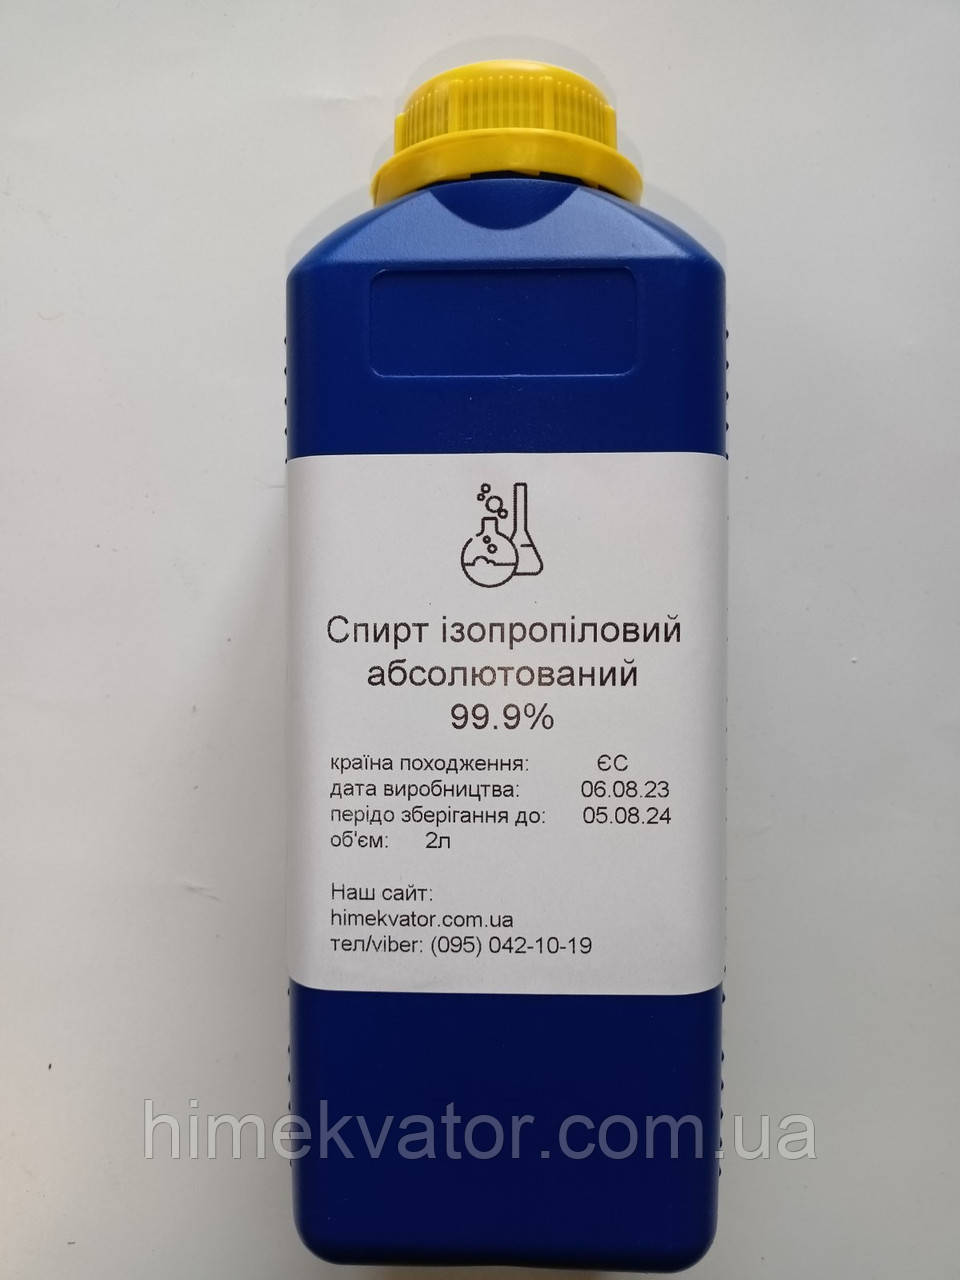 Спирт ізопропіловий
абсолютований
99.9%
країна походження: ЄС
дата виробництва: 06.08.23
перідо зберігання до: 05.08.24
об'єм: 2л
Наш сайт:
himekvator.com.ua
тел/viber: (095) 042-10-19
himekvator.com.ua